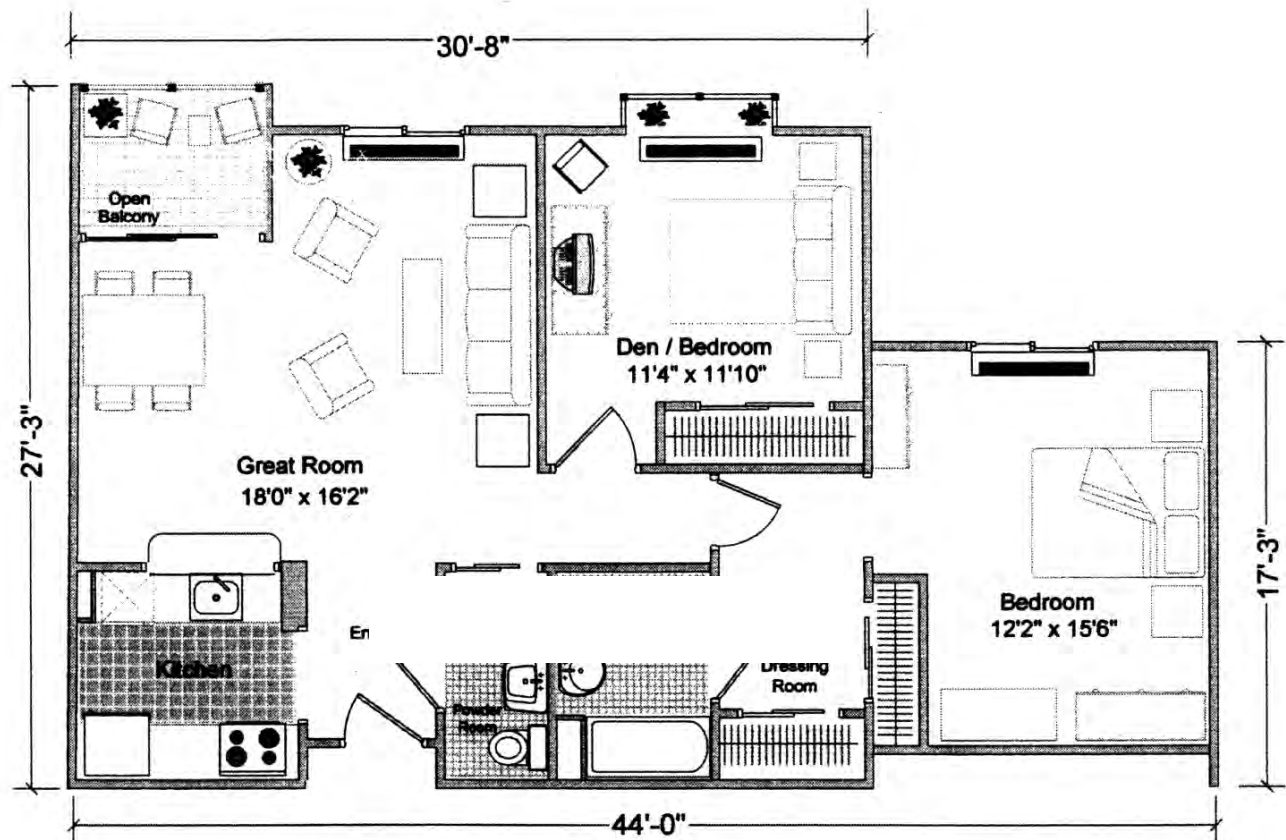 30'-8"
Open
Balcony
Den / Bedroom
11'4" x 11'10"
27'-3"
Great Room
18'0" x 16'2"
17'-3"
Bedroom
12'2" x 15'6"
En
Kitchen
Dressing
Room
Powder
Room
44'-0"